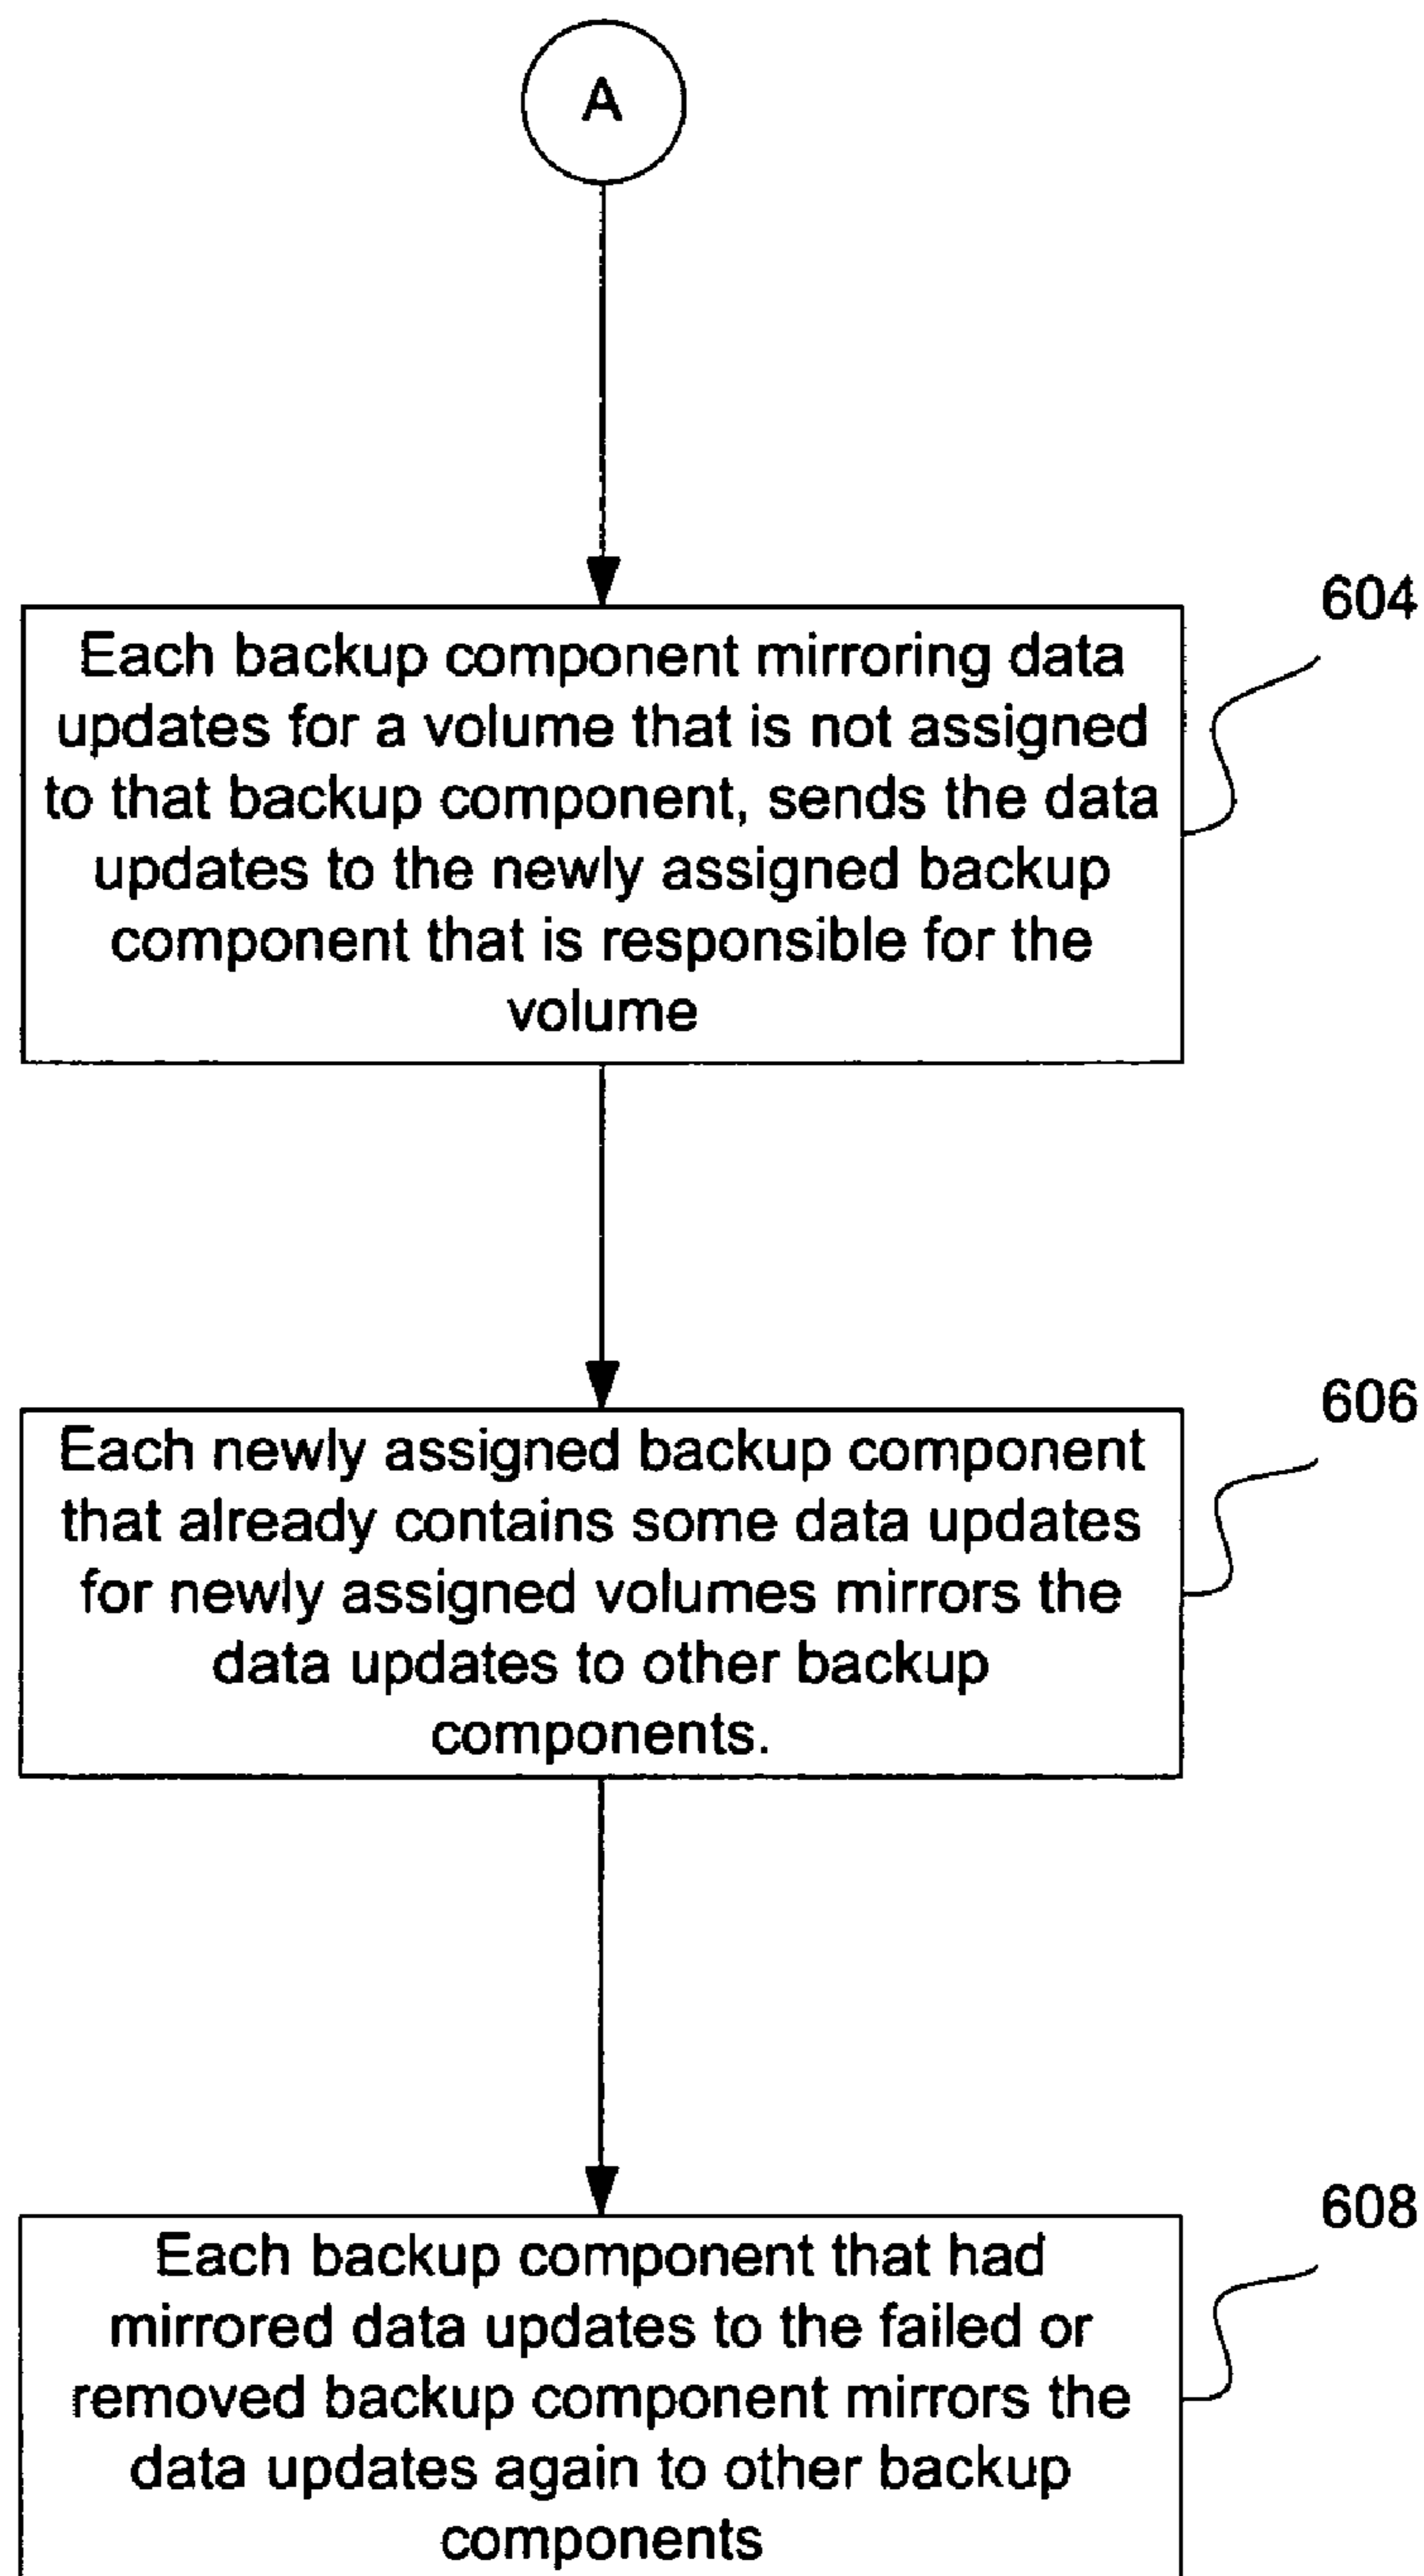 A
604
Each backup component mirroring data
updates for a volume that is not assigned
to that backup component, sends the data
updates to the newly assigned backup
component that is responsible for the
volume
606
Each newly assigned backup component
that already contains some data updates
for newly assigned volumes mirrors the
data updates to other backup
components.
608
Each backup component that had
mirrored data updates to the failed or
removed backup component mirrors the
data updates again to other backup
components